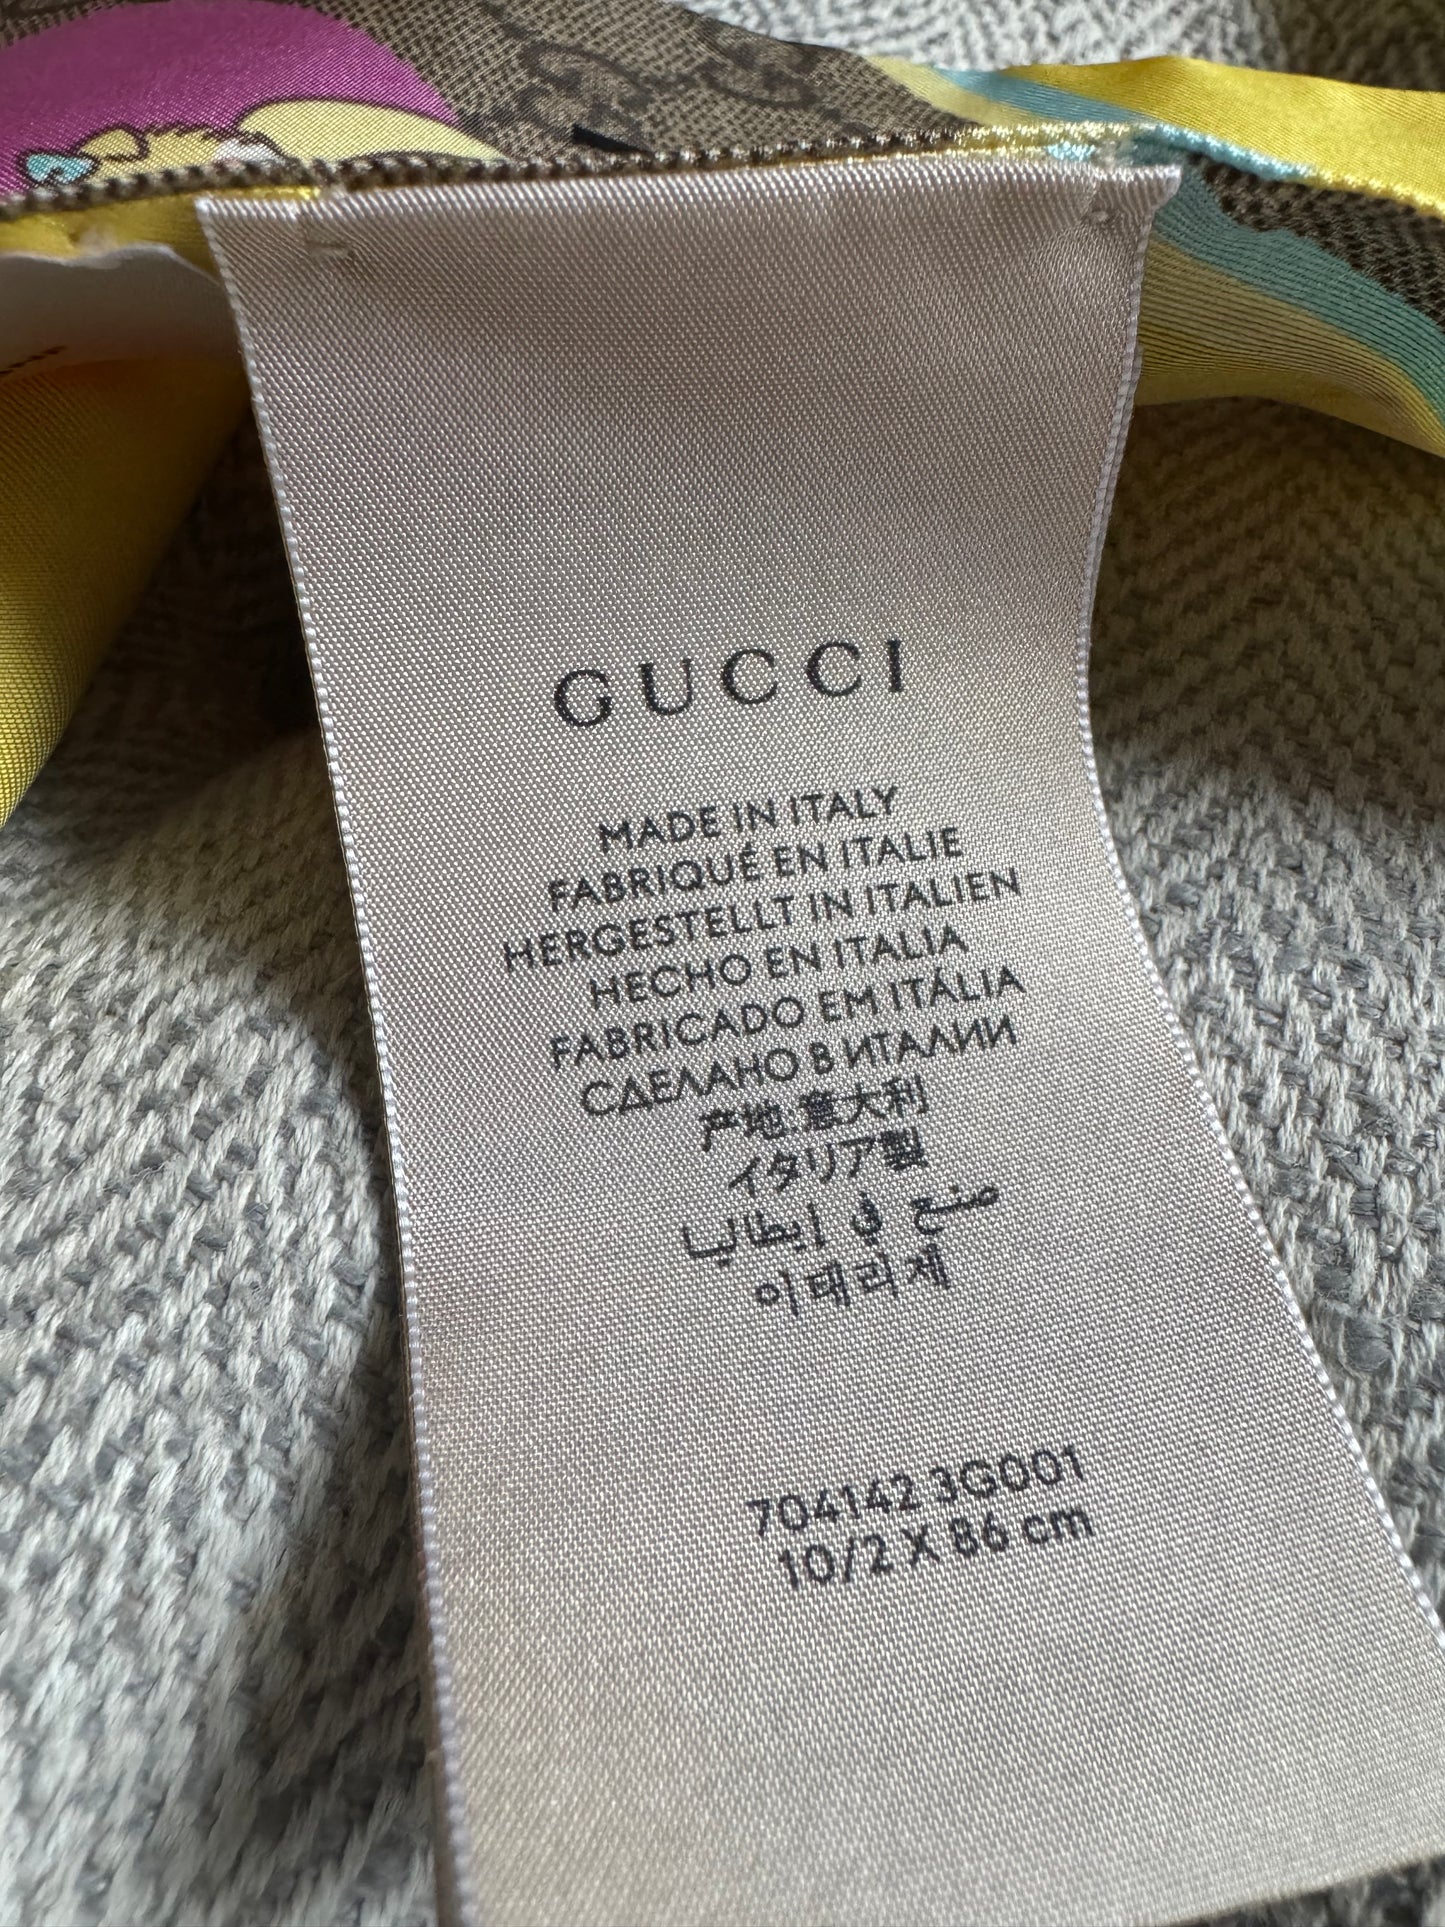 GUCCI
MADE IN ITALY
FABRIQUÉ EN ITALIE
HERGESTELLT IN ITALIEN
HECHO EN ITALIA
FABRICADO EM ITÁLIA
СДЕЛАНО В ИТАЛИИ
产地:意大利
イタリア製
صنع في إيطاليا
이태리제
704142 3G001
10/2 X 86 cm